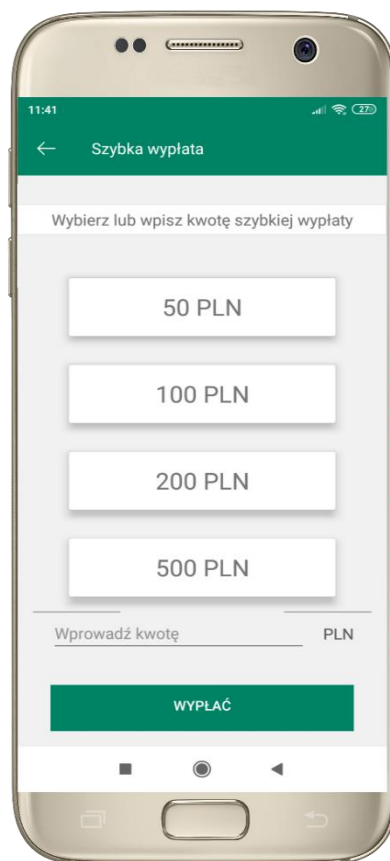 11:41
27
Szybka wypłata
Wybierz lub wpisz kwotę szybkiej wypłaty
50 PLN
100 PLN
200 PLN
500 PLN
Wprowadź kwotę PLN
WYPŁAĆ